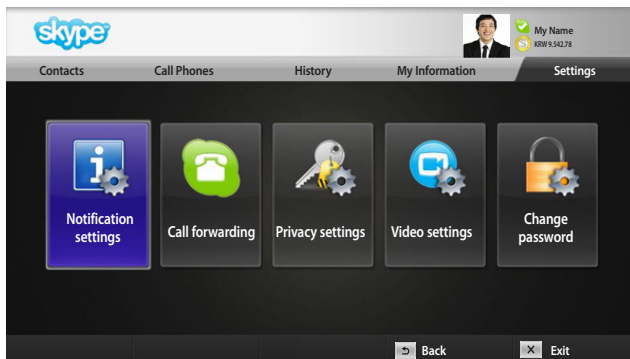 skype
My Name
KRW 9.542.78
Contacts Call Phones History My Information Settings
Notification
settings
Call forwarding
Privacy settings
Video settings
Change
password
Back
X Exit